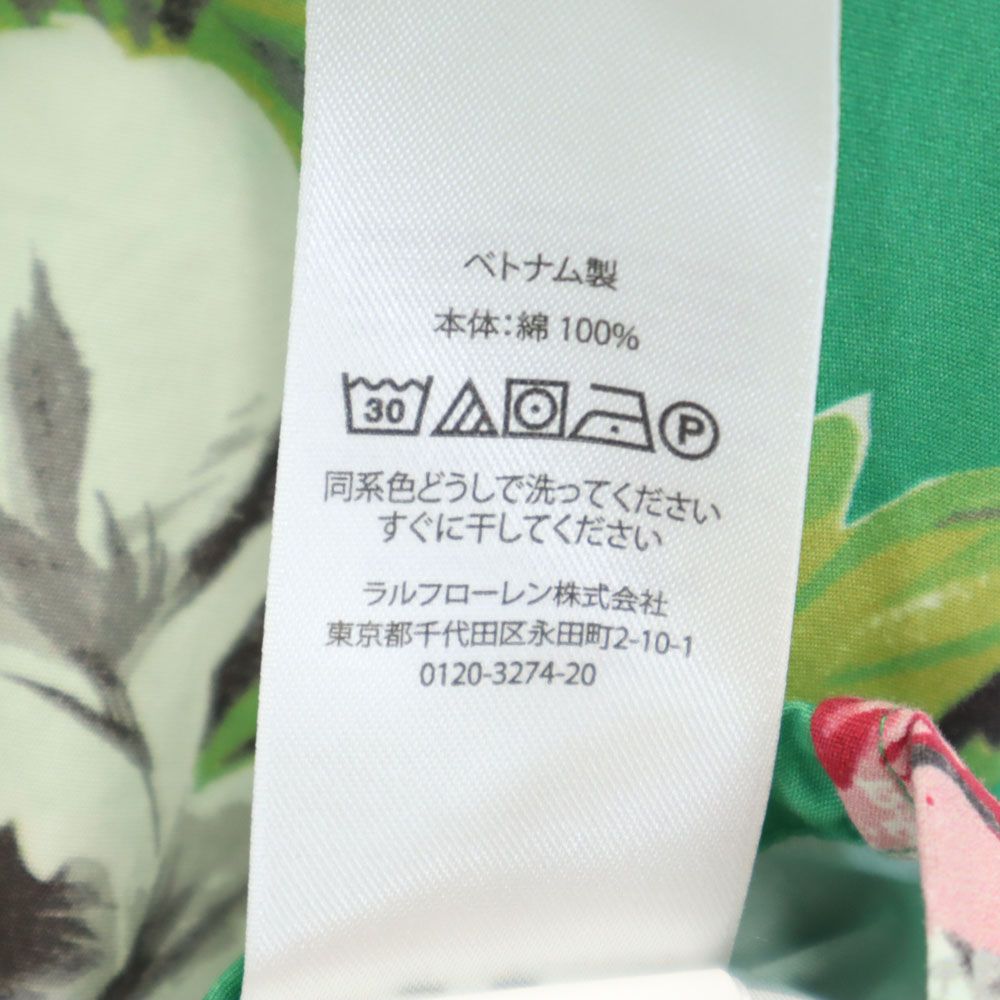 ベトナム製
本体：綿 100%
30 P
同系色どうしで洗ってください
すぐに干してください
ラルフローレン株式会社
東京都千代田区永田町2-10-1
0120-3274-20